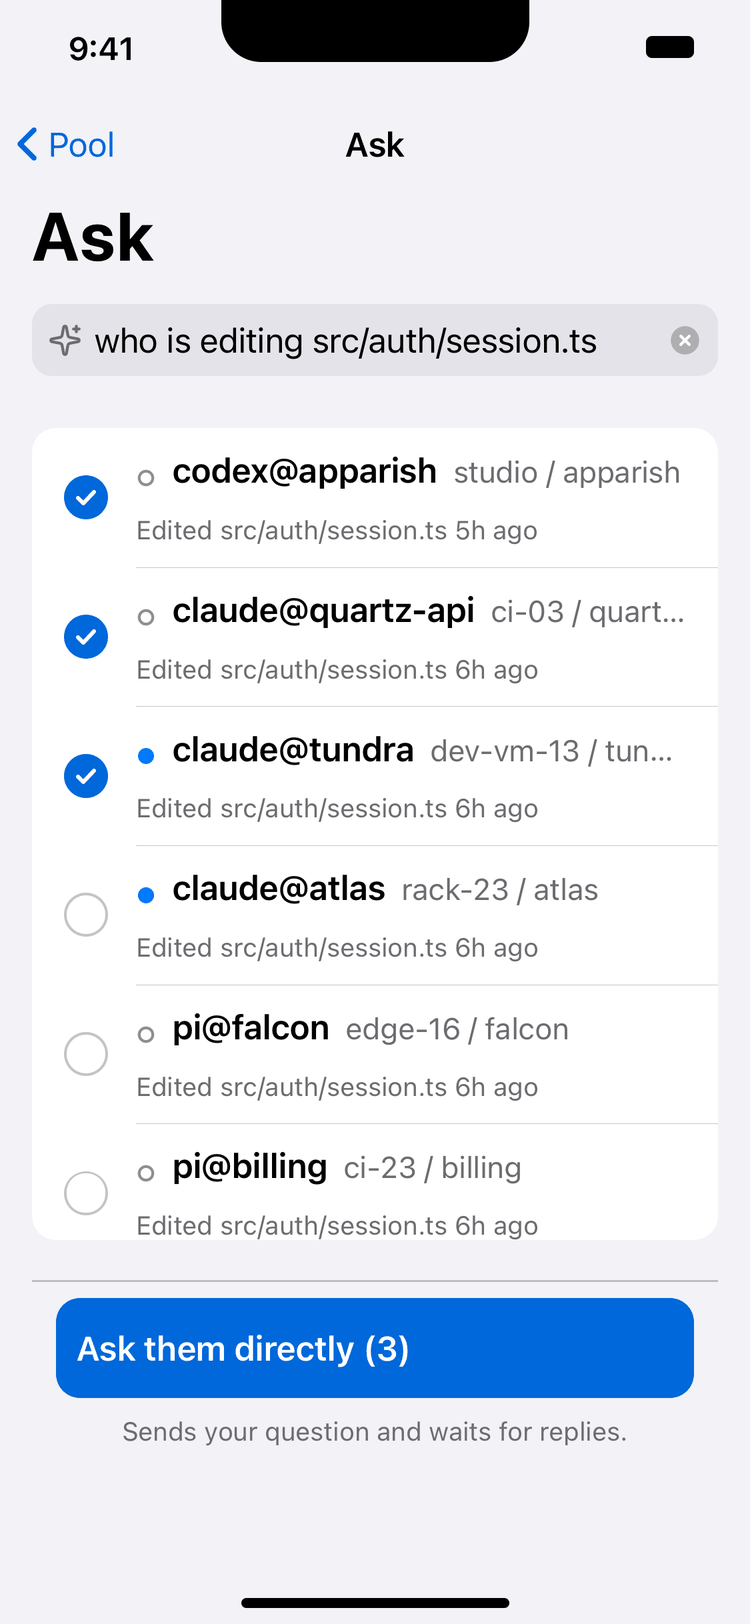 9:41
Pool
Ask
Ask
who is editing src/auth/session.ts
codex@apparish studio / apparish
Edited src/auth/session.ts 5h ago
claude@quartz-api ci-03 / quart...
Edited src/auth/session.ts 6h ago
claude@tundra dev-vm-13 / tun...
Edited src/auth/session.ts 6h ago
claude@atlas rack-23 / atlas
Edited src/auth/session.ts 6h ago
pi@falcon edge-16 / falcon
Edited src/auth/session.ts 6h ago
pi@billing ci-23 / billing
Edited src/auth/session.ts 6h ago
Ask them directly (3)
Sends your question and waits for replies.